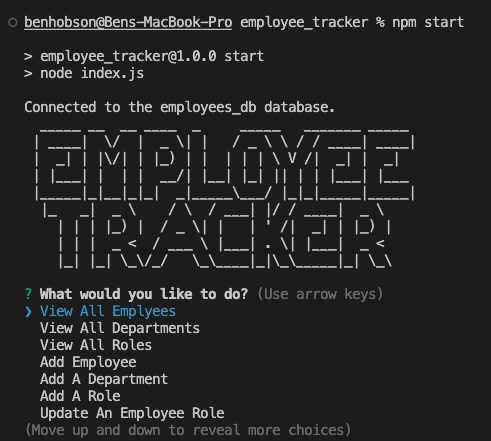 benhobson@Bens-MacBook-Pro employee_tracker % npm start
> employee_tracker@1.0.0 start
> node index.js
Connected to the employees_db database.
EMPLOYEE
TRACKER
? What would you like to do? (Use arrow keys)
❯ View All Emplyees
View All Departments
View All Roles
Add Employee
Add A Department
Add A Role
Update An Employee Role
(Move up and down to reveal more choices)